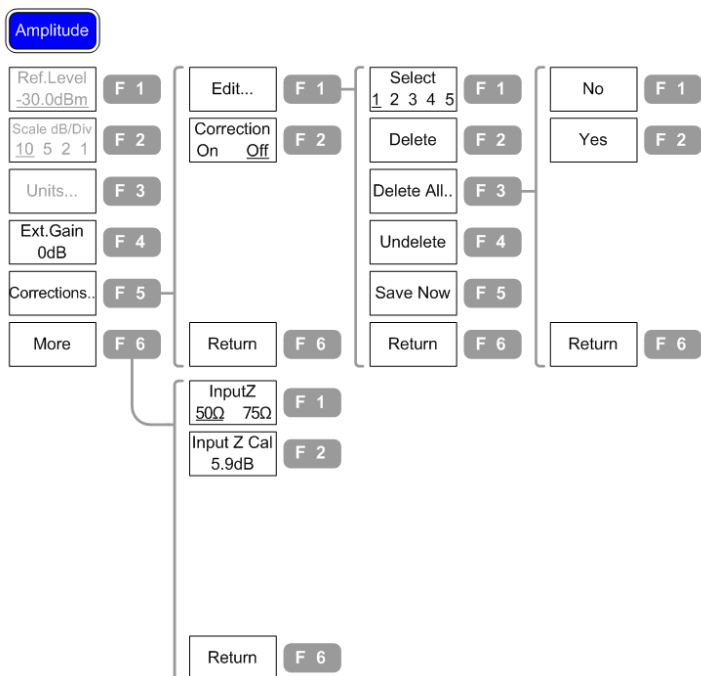 Amplitude
Ref.Level
-30.0dBm
F 1
Scale dB/Div
10 5 2 1
F 2
Units...
F 3
Ext.Gain
0dB
F 4
Corrections..
F 5
More
F 6
Edit...
F 1
Correction
On Off
F 2
Return
F 6
Select
1 2 3 4 5
F 1
Delete
F 2
Delete All..
F 3
Undelete
F 4
Save Now
F 5
Return
F 6
No
F 1
Yes
F 2
Return
F 6
InputZ
50Ω 75Ω
F 1
Input Z Cal
5.9dB
F 2
Return
F 6